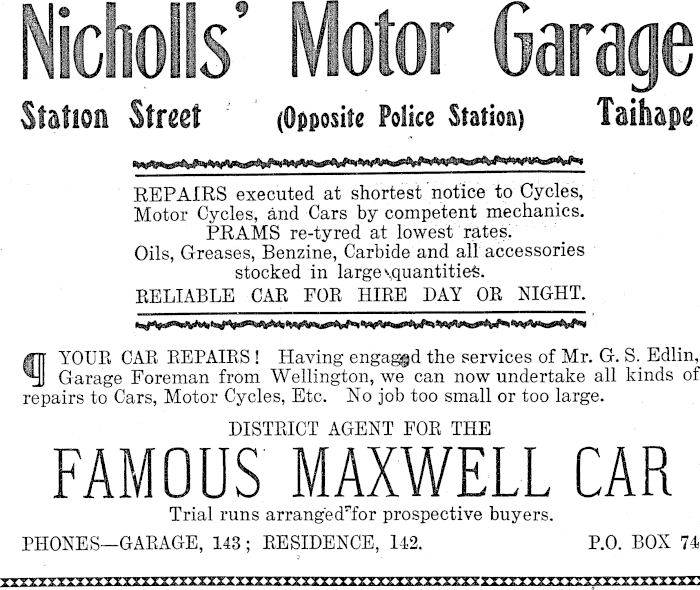 Nicholls' Motor Garage
Station Street (Opposite Police Station) Taihape
REPAIRS executed at shortest notice to Cycles,
Motor Cycles, and Cars by competent mechanics.
PRAMS re-tyred at lowest rates.
Oils, Greases, Benzine, Carbide and all accessories
stocked in large quantities.
RELIABLE CAR FOR HIRE DAY OR NIGHT.
¶ YOUR CAR REPAIRS! Having engaged the services of Mr. G. S. Edlin,
Garage Foreman from Wellington, we can now undertake all kinds of
repairs to Cars, Motor Cycles, Etc. No job too small or too large.
DISTRICT AGENT FOR THE
FAMOUS MAXWELL CAR
Trial runs arranged for prospective buyers.
PHONES—GARAGE, 143; RESIDENCE, 142. P.O. BOX 74